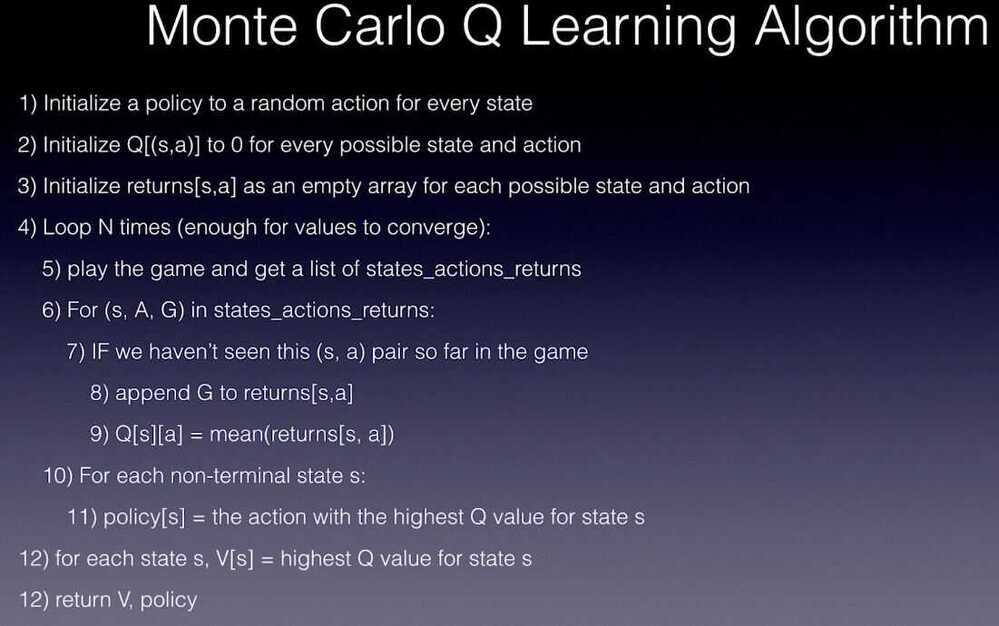 Monte Carlo Q Learning Algorithm
1) Initialize a policy to a random action for every state
2) Initialize Q[(s,a)] to 0 for every possible state and action
3) Initialize returns[s,a] as an empty array for each possible state and action
4) Loop N times (enough for values to converge):
5) play the game and get a list of states_actions_returns
6) For (s, A, G) in states_actions_returns:
7) IF we haven’t seen this (s, a) pair so far in the game
8) append G to returns[s,a]
9) Q[s][a] = mean(returns[s, a])
10) For each non-terminal state s:
11) policy[s] = the action with the highest Q value for state s
12) for each state s, V[s] = highest Q value for state s
12) return V, policy